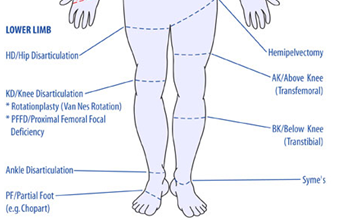 LOWER LIMB
HD/Hip Disarticulation
KD/Knee Disarticulation
* Rotationplasty (Van Nes Rotation)
* PFFD/Proximal Femoral Focal
Deficiency
Ankle Disarticulation
PF/Partial Foot
(e.g.Chopart)
Hemipelvectomy
AK/Above Knee
(Transfemoral)
BK/Below Knee
(Transtibial)
Syme's